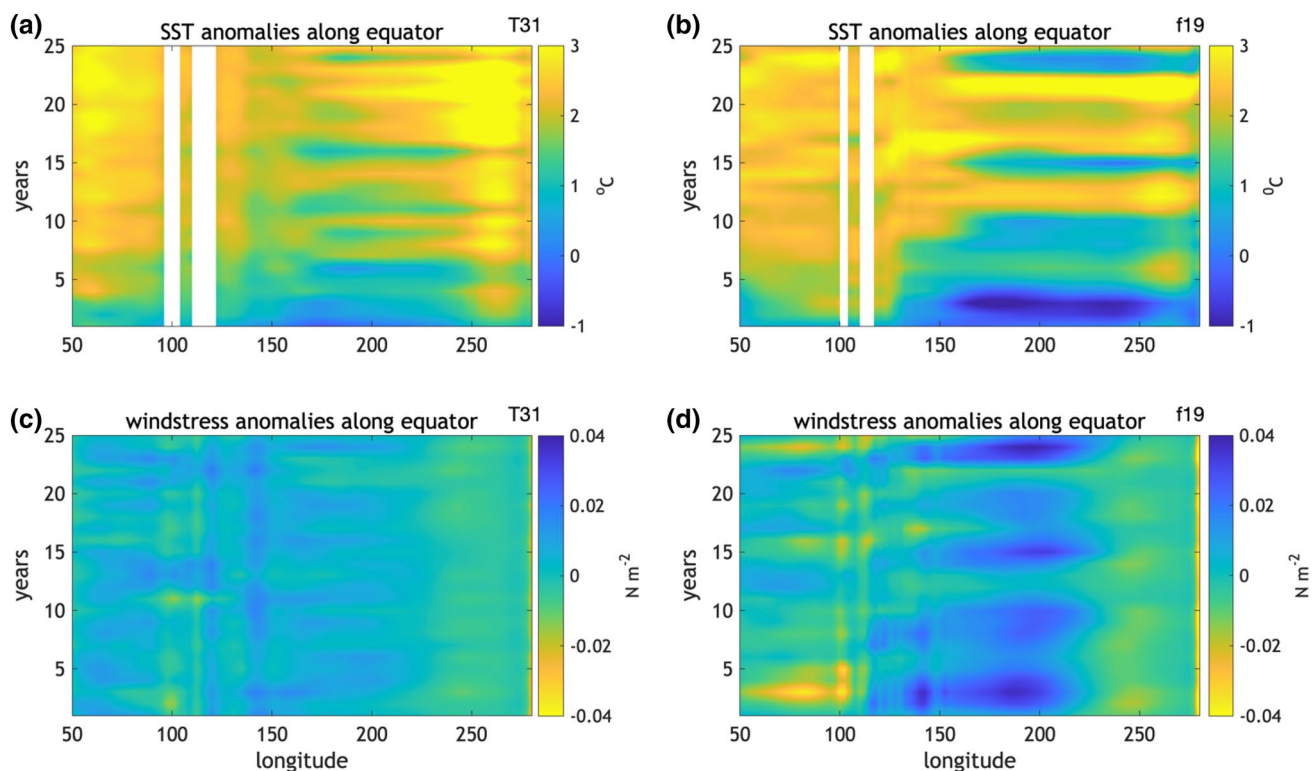 (a) SST anomalies along equator T31
25
20
15
10
5
years
50 100 150 200 250
3
2
1
0
-1
ºC
(b) SST anomalies along equator f19
25
20
15
10
5
years
50 100 150 200 250
3
2
1
0
-1
⁰C
(c) windstress anomalies along equator T31
25
20
15
10
5
years
50 100 150 200 250
longitude
0.04
0.02
0
-0.02
-0.04
N m⁻²
(d) windstress anomalies along equator f19
25
20
15
10
5
years
50 100 150 200 250
longitude
0.04
0.02
0
-0.02
-0.04
N m⁻²